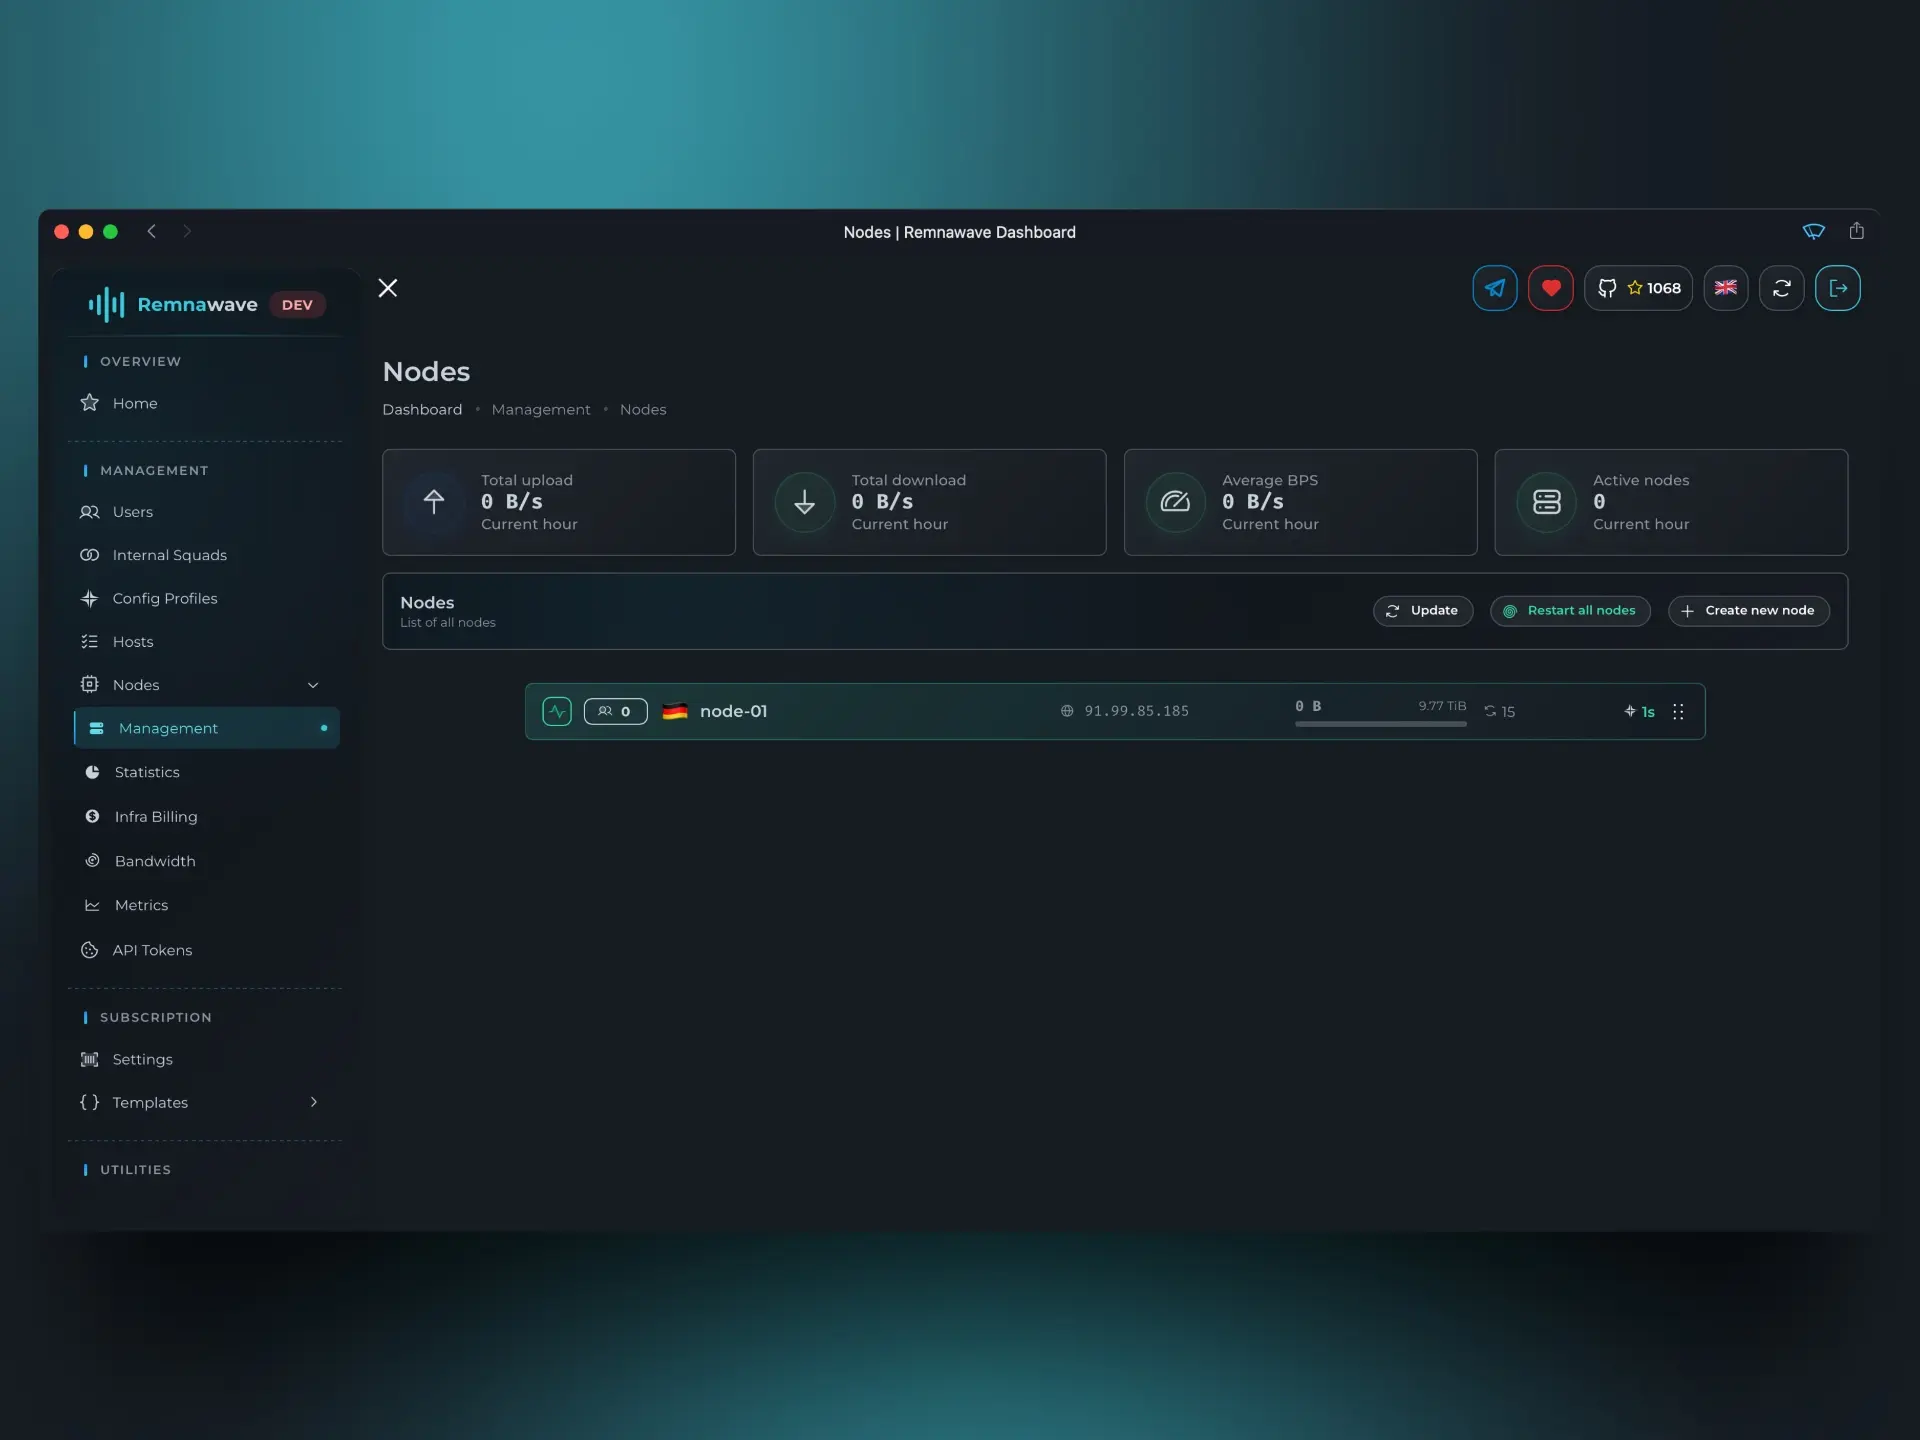 Nodes | Remnawave Dashboard
Remnawave DEV
1068
OVERVIEW
Home
MANAGEMENT
Users
Internal Squads
Config Profiles
Hosts
Nodes
Management
Statistics
Infra Billing
Bandwidth
Metrics
API Tokens
SUBSCRIPTION
Settings
Templates
UTILITIES
Nodes
Dashboard • Management • Nodes
Total upload
0 B/s
Current hour
Total download
0 B/s
Current hour
Average BPS
0 B/s
Current hour
Active nodes
0
Current hour
Nodes
List of all nodes
Update
Restart all nodes
Create new node
0 node-01 91.99.85.185 0 B 9.77 TiB 15 1s